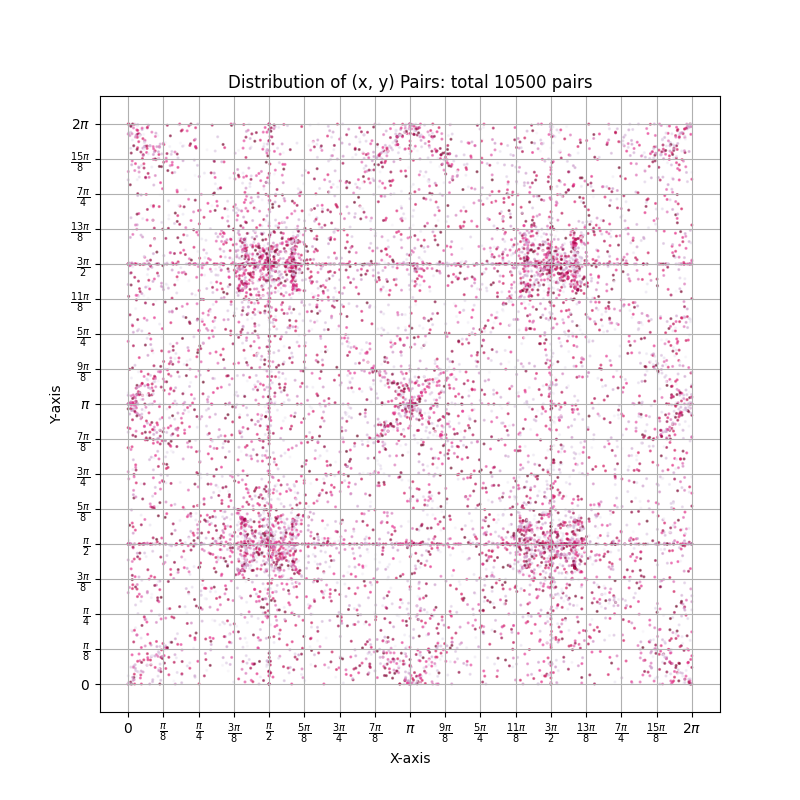 Distribution of (x, y) Pairs: total 10500 pairs
2π
15π/8
7π/4
13π/8
3π/2
11π/8
5π/4
9π/8
π
7π/8
3π/4
5π/8
π/2
3π/8
π/4
π/8
0
Y-axis
0 π/8 π/4 3π/8 π/2 5π/8 3π/4 7π/8 π 9π/8 5π/4 11π/8 3π/2 13π/8 7π/4 15π/8 2π
X-axis